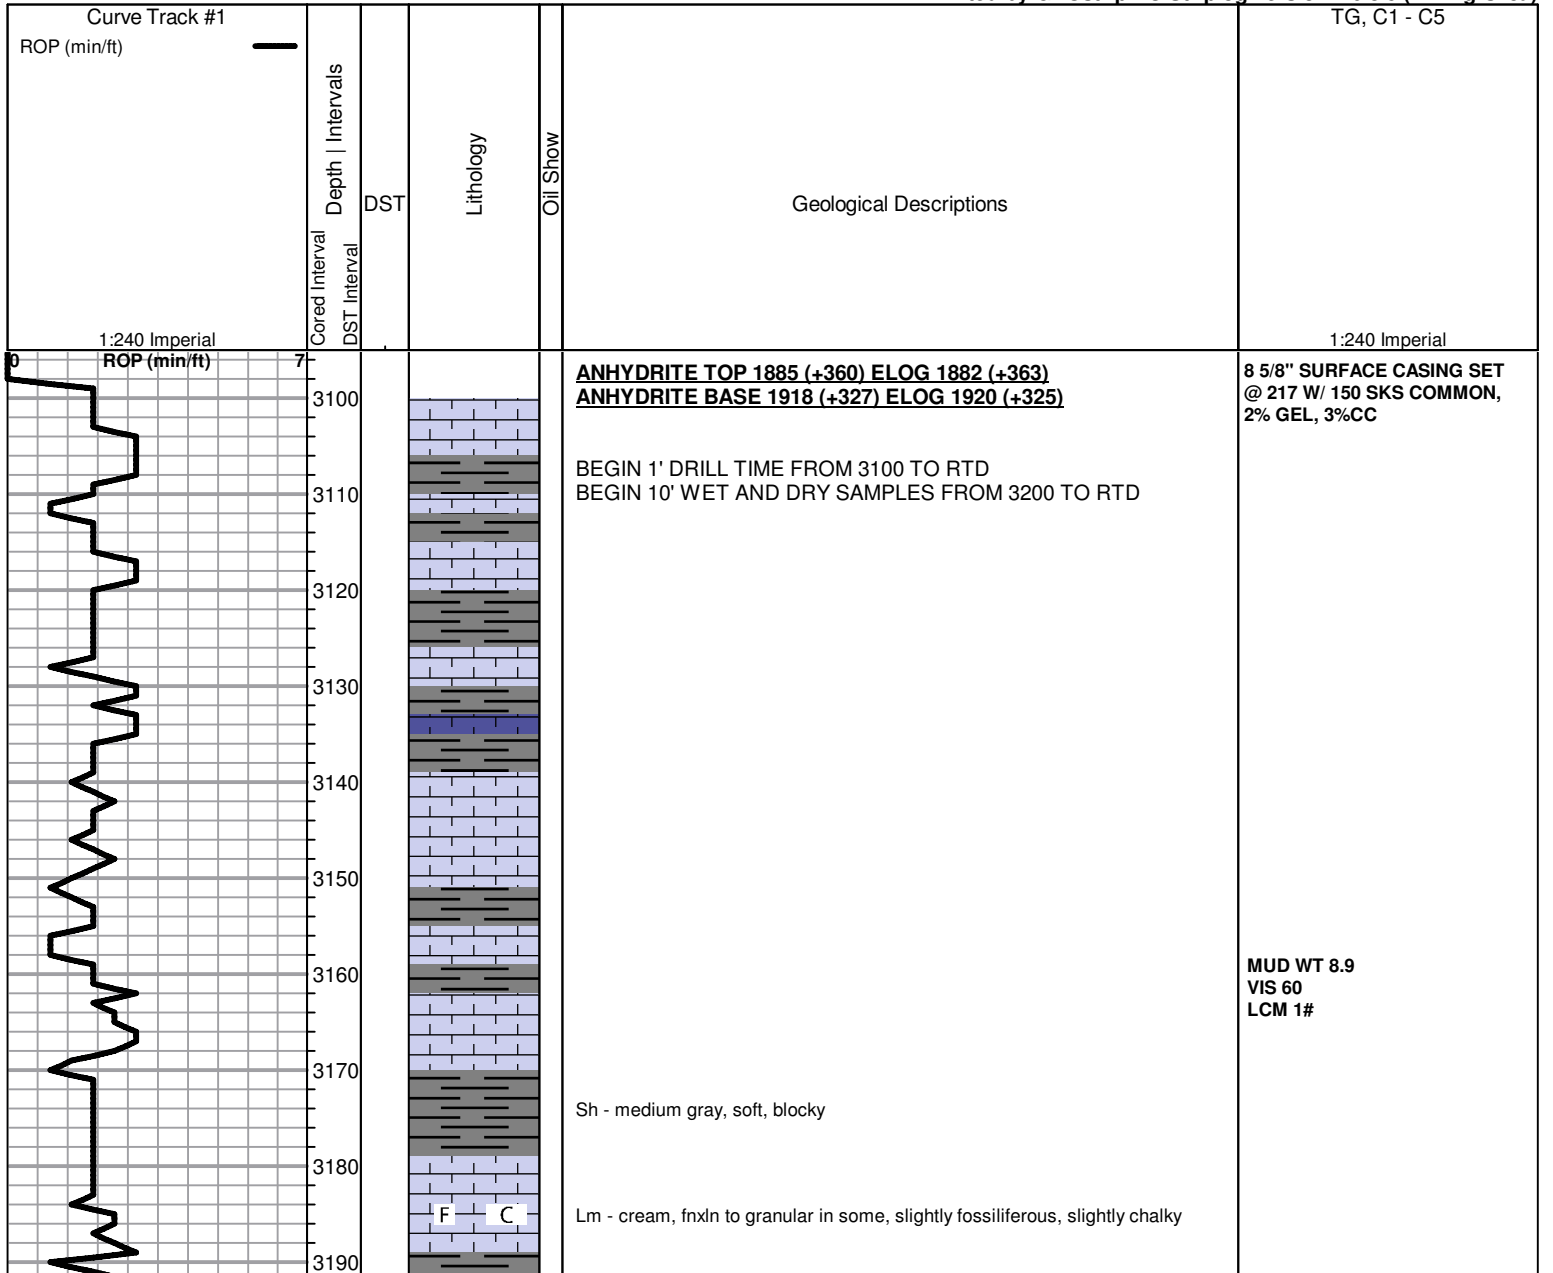 Curve Track #1
ROP (min/ft)
1:240 Imperial
Depth | Intervals
Cored Interval
DST Interval
DST
Lithology
Oil Show
Geological Descriptions
TG, C1 - C5
1:240 Imperial
0 ROP (min/ft) 7
ANHYDRITE TOP 1885 (+360) ELOG 1882 (+363)
ANHYDRITE BASE 1918 (+327) ELOG 1920 (+325)
8 5/8" SURFACE CASING SET
@ 217 W/ 150 SKS COMMON,
2% GEL, 3%CC
3100
BEGIN 1' DRILL TIME FROM 3100 TO RTD
BEGIN 10' WET AND DRY SAMPLES FROM 3200 TO RTD
3110
3120
3130
3140
3150
3160
MUD WT 8.9
VIS 60
LCM 1#
3170
Sh - medium gray, soft, blocky
3180
F C
Lm - cream, fnxln to granular in some, slightly fossiliferous, slightly chalky
3190